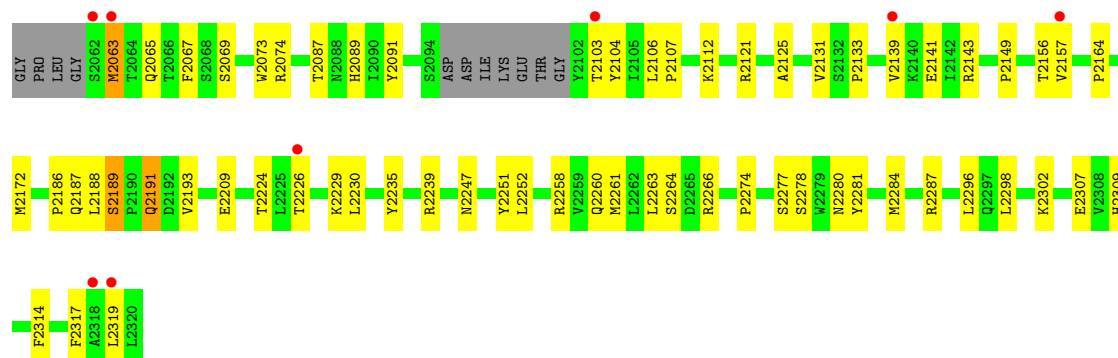 GLY PRO LEU GLY S2062 M2063 T2064 Q2065 T2066 F2067 S2068 S2069 W2073 R2074 T2087 N2088 H2089 I2090 Y2091 S2094 ASP ASP ILE LYS GLU THR GLY Y2102 T2103 Y2104 I2105 L2106 P2107 K2112 R2121 A2125 V2131 S2132 P2133 V2139 K2140 E2141 I2142 R2143 P2149 T2156 V2157 P2164
M2172 P2186 Q2187 L2188 S2189 P2190 Q2191 D2192 V2193 E2209 T2224 L2225 T2226 K2229 L2230 Y2235 R2239 N2247 Y2251 L2252 R2258 V2259 Q2260 M2261 L2262 L2263 S2264 D2265 R2266 P2274 S2277 S2278 W2279 N2280 Y2281 M2284 R2287 L2296 Q2297 L2298 K2302 E2307 V2308 H2309
F2314 F2317 A2318 L2319 L2320